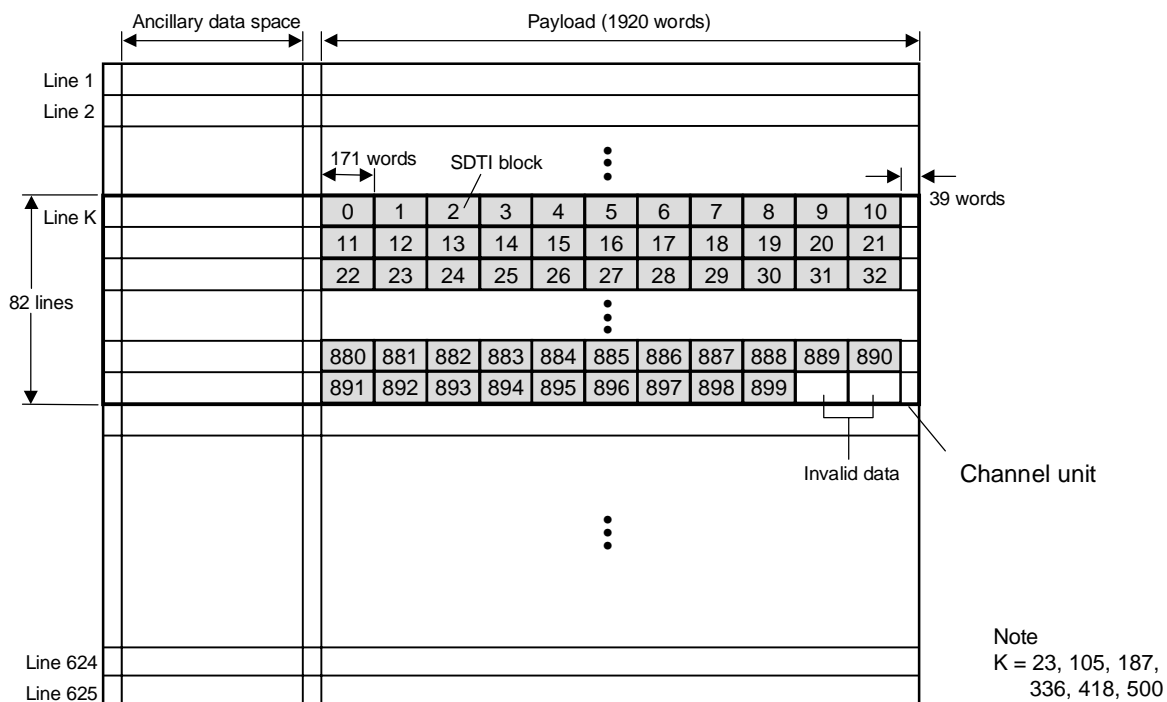 Ancillary data space
Payload (1920 words)
Line 1
Line 2
171 words
SDTI block
39 words
Line K
0 1 2 3 4 5 6 7 8 9 10
11 12 13 14 15 16 17 18 19 20 21
22 23 24 25 26 27 28 29 30 31 32
82 lines
880 881 882 883 884 885 886 887 888 889 890
891 892 893 894 895 896 897 898 899
Invalid data
Channel unit
Note
K = 23, 105, 187,
336, 418, 500
Line 624
Line 625